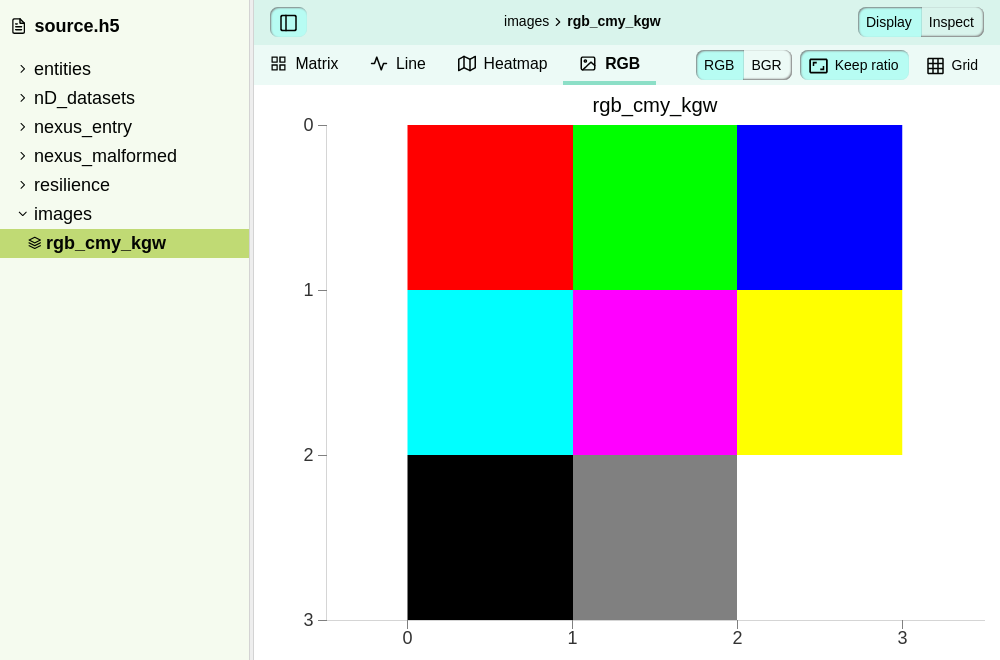 source.h5
entities
nD_datasets
nexus_entry
nexus_malformed
resilience
images
rgb_cmy_kgw
images › rgb_cmy_kgw
Display Inspect
Matrix Line Heatmap RGB RGB BGR Keep ratio Grid
rgb_cmy_kgw
0
1
2
3
0 1 2 3